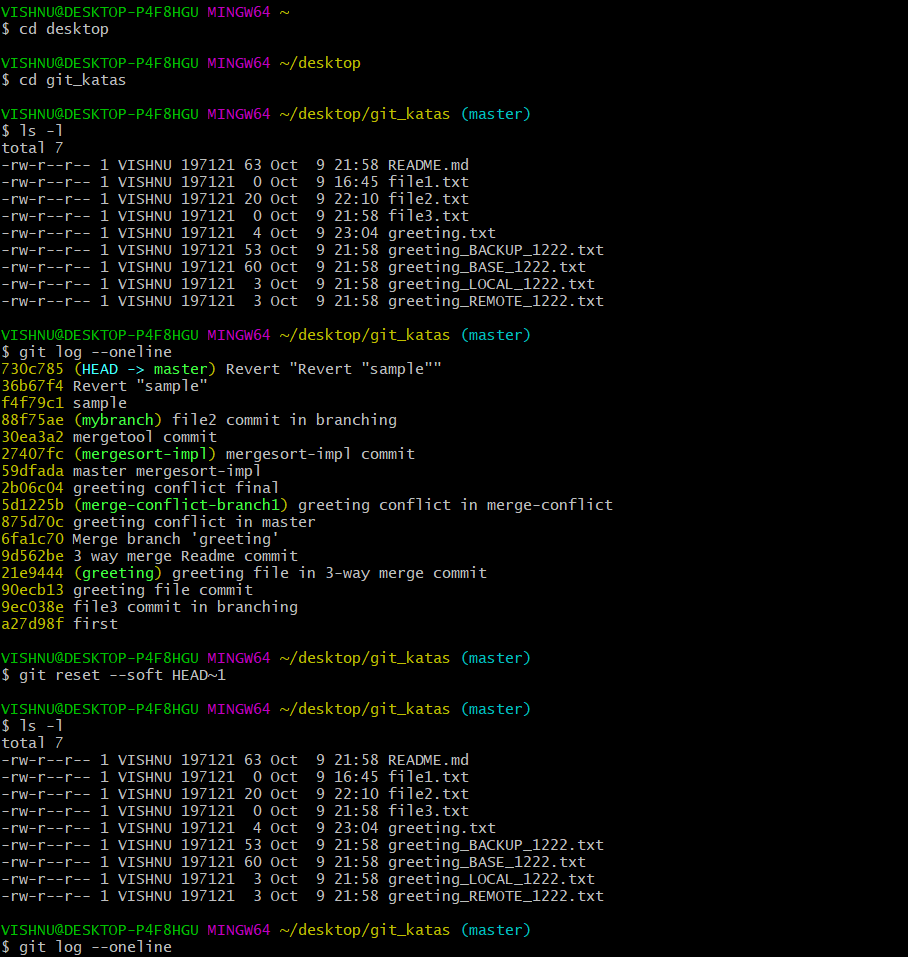 VISHNU@DESKTOP-P4F8HGU MINGW64 ~
$ cd desktop
VISHNU@DESKTOP-P4F8HGU MINGW64 ~/desktop
$ cd git_katas
VISHNU@DESKTOP-P4F8HGU MINGW64 ~/desktop/git_katas (master)
$ ls -l
total 7
-rw-r--r-- 1 VISHNU 197121 63 Oct  9 21:58 README.md
-rw-r--r-- 1 VISHNU 197121  0 Oct  9 16:45 file1.txt
-rw-r--r-- 1 VISHNU 197121 20 Oct  9 22:10 file2.txt
-rw-r--r-- 1 VISHNU 197121  0 Oct  9 21:58 file3.txt
-rw-r--r-- 1 VISHNU 197121  4 Oct  9 23:04 greeting.txt
-rw-r--r-- 1 VISHNU 197121 53 Oct  9 21:58 greeting_BACKUP_1222.txt
-rw-r--r-- 1 VISHNU 197121 60 Oct  9 21:58 greeting_BASE_1222.txt
-rw-r--r-- 1 VISHNU 197121  3 Oct  9 21:58 greeting_LOCAL_1222.txt
-rw-r--r-- 1 VISHNU 197121  3 Oct  9 21:58 greeting_REMOTE_1222.txt
VISHNU@DESKTOP-P4F8HGU MINGW64 ~/desktop/git_katas (master)
$ git log --oneline
730c785 (HEAD -> master) Revert "Revert "sample""
36b67f4 Revert "sample"
f4f79c1 sample
88f75ae (mybranch) file2 commit in branching
30ea3a2 mergetool commit
27407fc (mergesort-impl) mergesort-impl commit
59dfada master mergesort-impl
2b06c04 greeting conflict final
5d1225b (merge-conflict-branch1) greeting conflict in merge-conflict
875d70c greeting conflict in master
6fa1c70 Merge branch 'greeting'
9d562be 3 way merge Readme commit
21e9444 (greeting) greeting file in 3-way merge commit
90ecb13 greeting file commit
9ec038e file3 commit in branching
a27d98f first
VISHNU@DESKTOP-P4F8HGU MINGW64 ~/desktop/git_katas (master)
$ git reset --soft HEAD~1
VISHNU@DESKTOP-P4F8HGU MINGW64 ~/desktop/git_katas (master)
$ ls -l
total 7
-rw-r--r-- 1 VISHNU 197121 63 Oct  9 21:58 README.md
-rw-r--r-- 1 VISHNU 197121  0 Oct  9 16:45 file1.txt
-rw-r--r-- 1 VISHNU 197121 20 Oct  9 22:10 file2.txt
-rw-r--r-- 1 VISHNU 197121  0 Oct  9 21:58 file3.txt
-rw-r--r-- 1 VISHNU 197121  4 Oct  9 23:04 greeting.txt
-rw-r--r-- 1 VISHNU 197121 53 Oct  9 21:58 greeting_BACKUP_1222.txt
-rw-r--r-- 1 VISHNU 197121 60 Oct  9 21:58 greeting_BASE_1222.txt
-rw-r--r-- 1 VISHNU 197121  3 Oct  9 21:58 greeting_LOCAL_1222.txt
-rw-r--r-- 1 VISHNU 197121  3 Oct  9 21:58 greeting_REMOTE_1222.txt
VISHNU@DESKTOP-P4F8HGU MINGW64 ~/desktop/git_katas (master)
$ git log --oneline